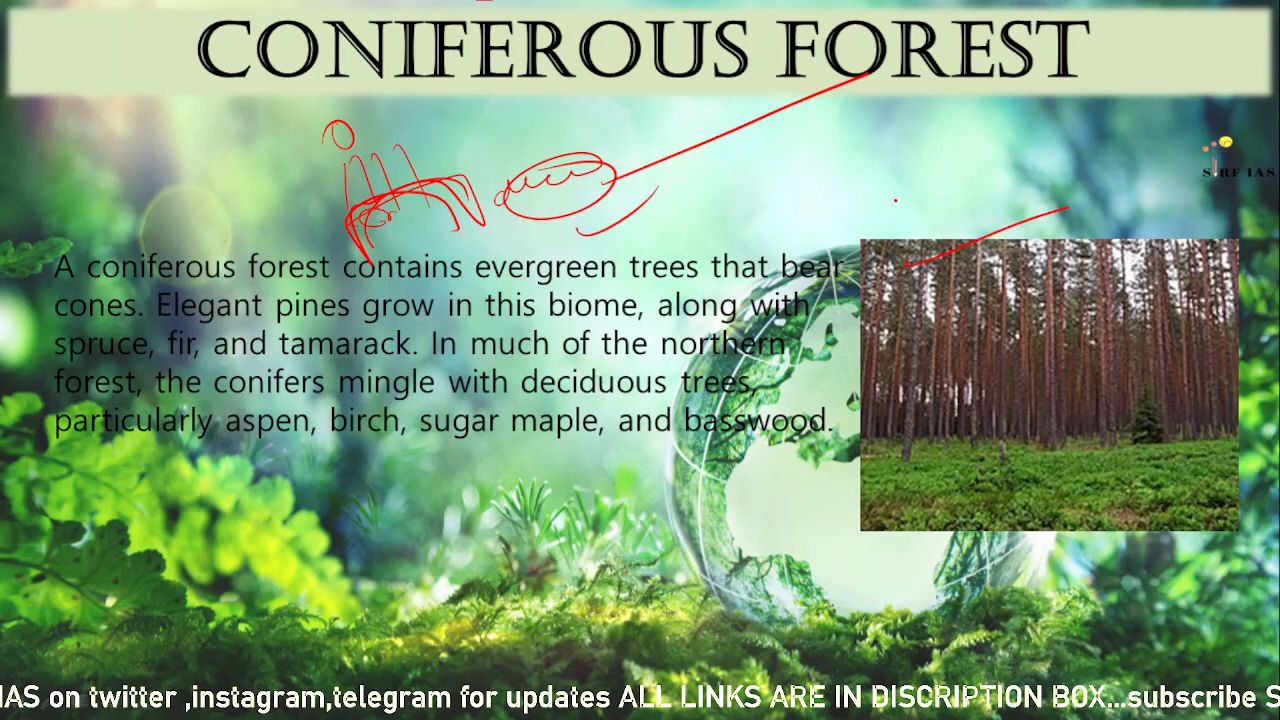 CONIFEROUS FOREST
SIRF IAS
A coniferous forest contains evergreen trees that bear
cones. Elegant pines grow in this biome, along with
spruce, fir, and tamarack. In much of the northern
forest, the conifers mingle with deciduous trees,
particularly aspen, birch, sugar maple, and basswood.
IAS on twitter ,instagram,telegram for updates ALL LINKS ARE IN DISCRIPTION BOX...subscribe S